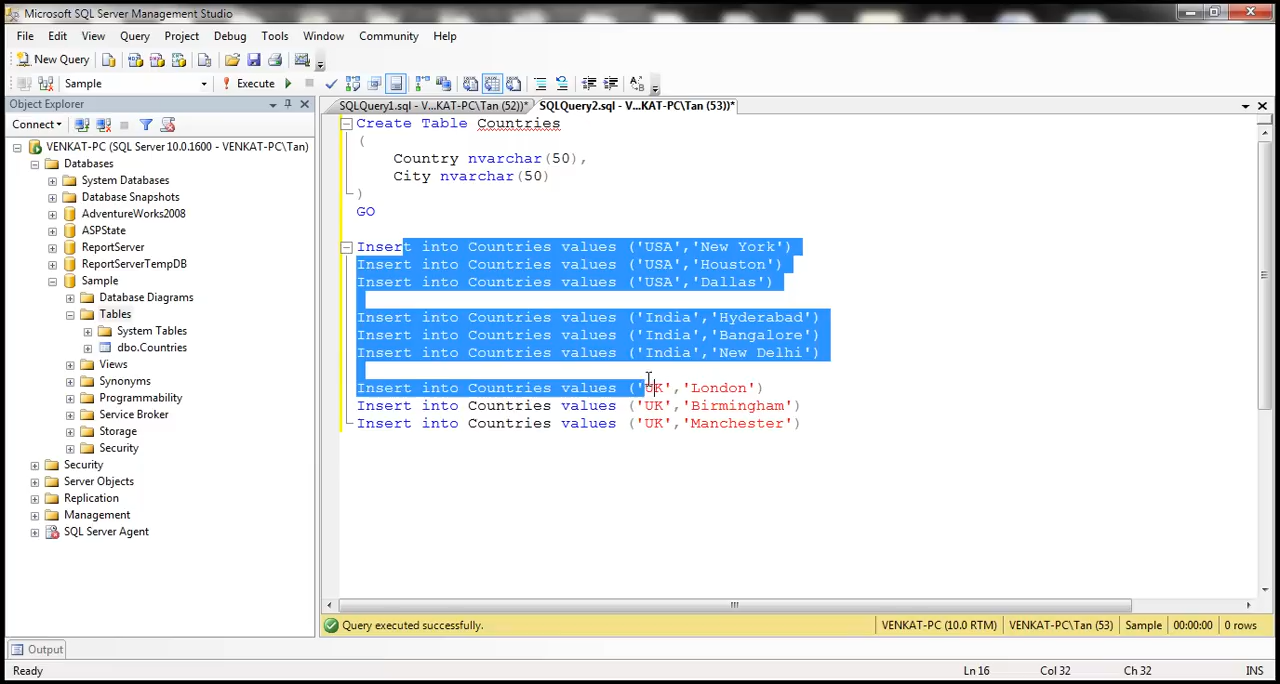 Microsoft SQL Server Management Studio
File Edit View Query Project Debug Tools Window Community Help
New Query
Sample Execute
Object Explorer
SQLQuery1.sql - V...KAT-PC\Tan (52))* SQLQuery2.sql - V...KAT-PC\Tan (53))*
Connect
VENKAT-PC (SQL Server 10.0.1600 - VENKAT-PC\Tan)
Databases
System Databases
Database Snapshots
AdventureWorks2008
ASPState
ReportServer
ReportServerTempDB
Sample
Database Diagrams
Tables
System Tables
dbo.Countries
Views
Synonyms
Programmability
Service Broker
Storage
Security
Security
Server Objects
Replication
Management
SQL Server Agent
Create Table Countries
(
Country nvarchar(50),
City nvarchar(50)
)
GO
Insert into Countries values ('USA','New York')
Insert into Countries values ('USA','Houston')
Insert into Countries values ('USA','Dallas')
Insert into Countries values ('India','Hyderabad')
Insert into Countries values ('India','Bangalore')
Insert into Countries values ('India','New Delhi')
Insert into Countries values ('UK','London')
Insert into Countries values ('UK','Birmingham')
Insert into Countries values ('UK','Manchester')
Query executed successfully. VENKAT-PC (10.0 RTM) VENKAT-PC\Tan (53) Sample 00:00:00 0 rows
Output
Ready Ln 16 Col 32 Ch 32 INS